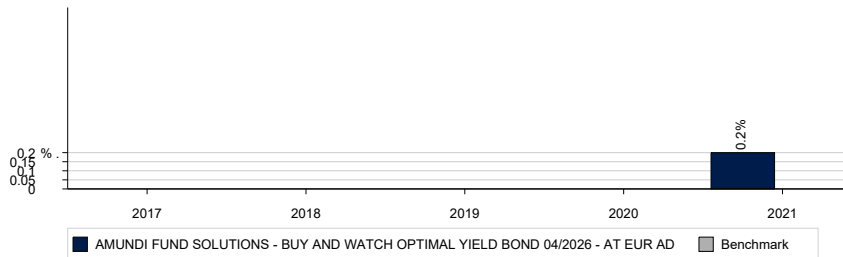 0.2%
0.2 % .
0.15
0.1
0.05
0
2017 2018 2019 2020 2021
AMUNDI FUND SOLUTIONS - BUY AND WATCH OPTIMAL YIELD BOND 04/2026 - AT EUR AD Benchmark